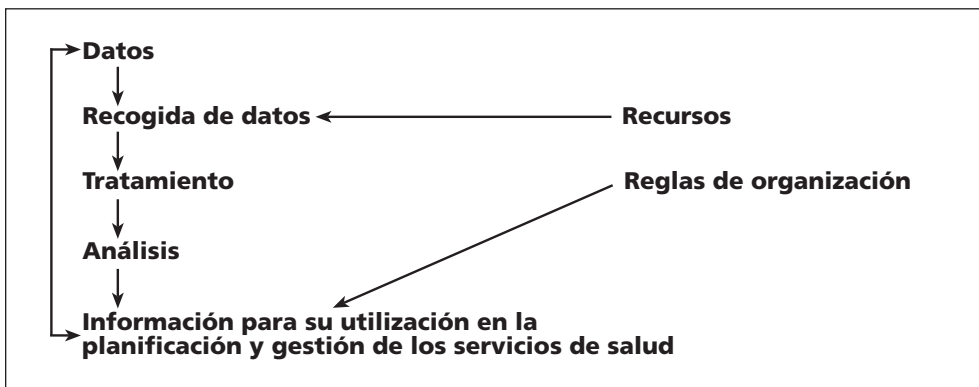 Datos
Recogida de datos
Recursos
Tratamiento
Reglas de organización
Análisis
Información para su utilización en la
planificación y gestión de los servicios de salud